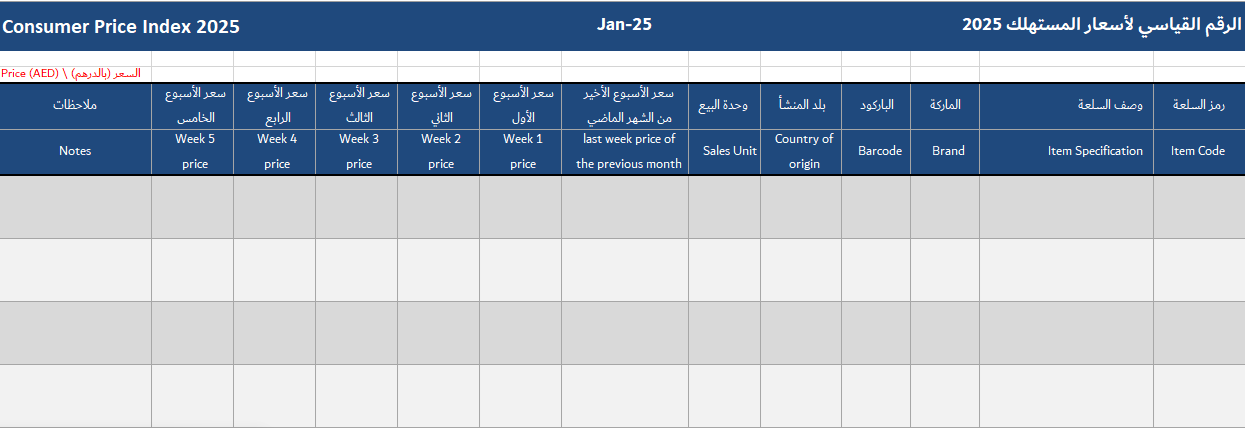 Consumer Price Index 2025
Jan-25
الرقم القياسي لأسعار المستهلك 2025
Price (AED) \ السعر (بالدرهم)
رمز السلعة
وصف السلعة
الماركة
الباركود
بلد المنشأ
وحدة البيع
سعر الأسبوع الأخير
من الشهر الماضي
سعر الأسبوع
الأول
سعر الأسبوع
الثاني
سعر الأسبوع
الثالث
سعر الأسبوع
الرابع
سعر الأسبوع
الخامس
ملاحظات
Item Code
Item Specification
Brand
Barcode
Country of
origin
Sales Unit
last week price of
the previous month
Week 1
price
Week 2
price
Week 3
price
Week 4
price
Week 5
price
Notes